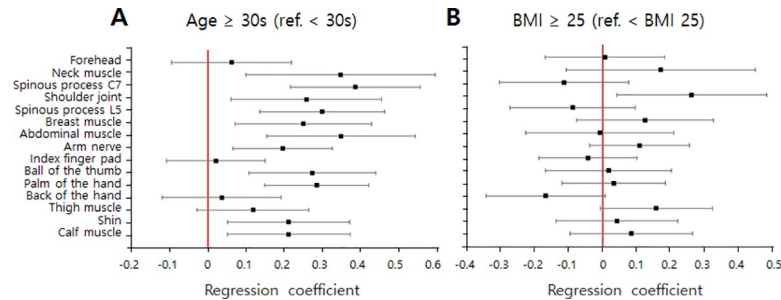 A
Age ≥ 30s (ref. < 30s)
Forehead
Neck muscle
Spinous process C7
Shoulder joint
Spinous process L5
Breast muscle
Abdominal muscle
Arm nerve
Index finger pad
Ball of the thumb
Palm of the hand
Back of the hand
Thigh muscle
Shin
Calf muscle
-0.2 -0.1 0 0.1 0.2 0.3 0.4 0.5 0.6
Regression coefficient
B
BMI ≥ 25 (ref. < BMI 25)
-0.4 -0.3 -0.2 -0.1 0 0.1 0.2 0.3 0.4 0.5
Regression coefficient